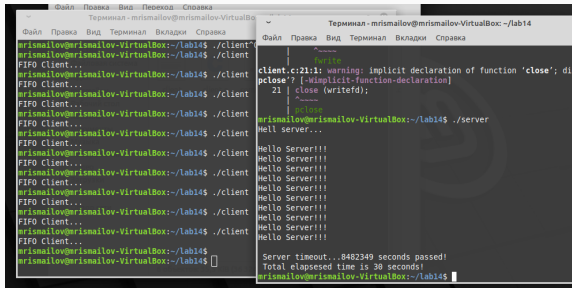 Файл Правка Вид Переход Справка
Терминал - mrismailov@mrismailov-VirtualBo
Файл Правка Вид Терминал Вкладки Справка
mrismailov@mrismailov-VirtualBox:~/lab14$ ./client^C
FIFO Client...
mrismailov@mrismailov-VirtualBox:~/lab14$ ./client
FIFO Client...
mrismailov@mrismailov-VirtualBox:~/lab14$ ./client
FIFO Client...
mrismailov@mrismailov-VirtualBox:~/lab14$ ./client
FIFO Client...
mrismailov@mrismailov-VirtualBox:~/lab14$ ./client
FIFO Client...
mrismailov@mrismailov-VirtualBox:~/lab14$ ./client
FIFO Client...
mrismailov@mrismailov-VirtualBox:~/lab14$ ./client
FIFO Client...
mrismailov@mrismailov-VirtualBox:~/lab14$ ./client
FIFO Client...
mrismailov@mrismailov-VirtualBox:~/lab14$ ./client
FIFO Client...
mrismailov@mrismailov-VirtualBox:~/lab14$
mrismailov@mrismailov-VirtualBox:~/lab14$
Терминал - mrismailov@mrismailov-VirtualBox: ~/lab14
Файл Правка Вид Терминал Вкладки Справка
| ^~~~~
| fwrite
client.c:21:1: warning: implicit declaration of function 'close'; di
pclose'? [-Wimplicit-function-declaration]
21 | close (writefd);
| ^~~~~
| pclose
mrismailov@mrismailov-VirtualBox:~/lab14$ ./server
Hell server...
Hello Server!!!
Hello Server!!!
Hello Server!!!
Hello Server!!!
Hello Server!!!
Hello Server!!!
Hello Server!!!
Hello Server!!!
Hello Server!!!
Server timeout...8482349 seconds passed!
Total elapsesed time is 30 seconds!
mrismailov@mrismailov-VirtualBox:~/lab14$